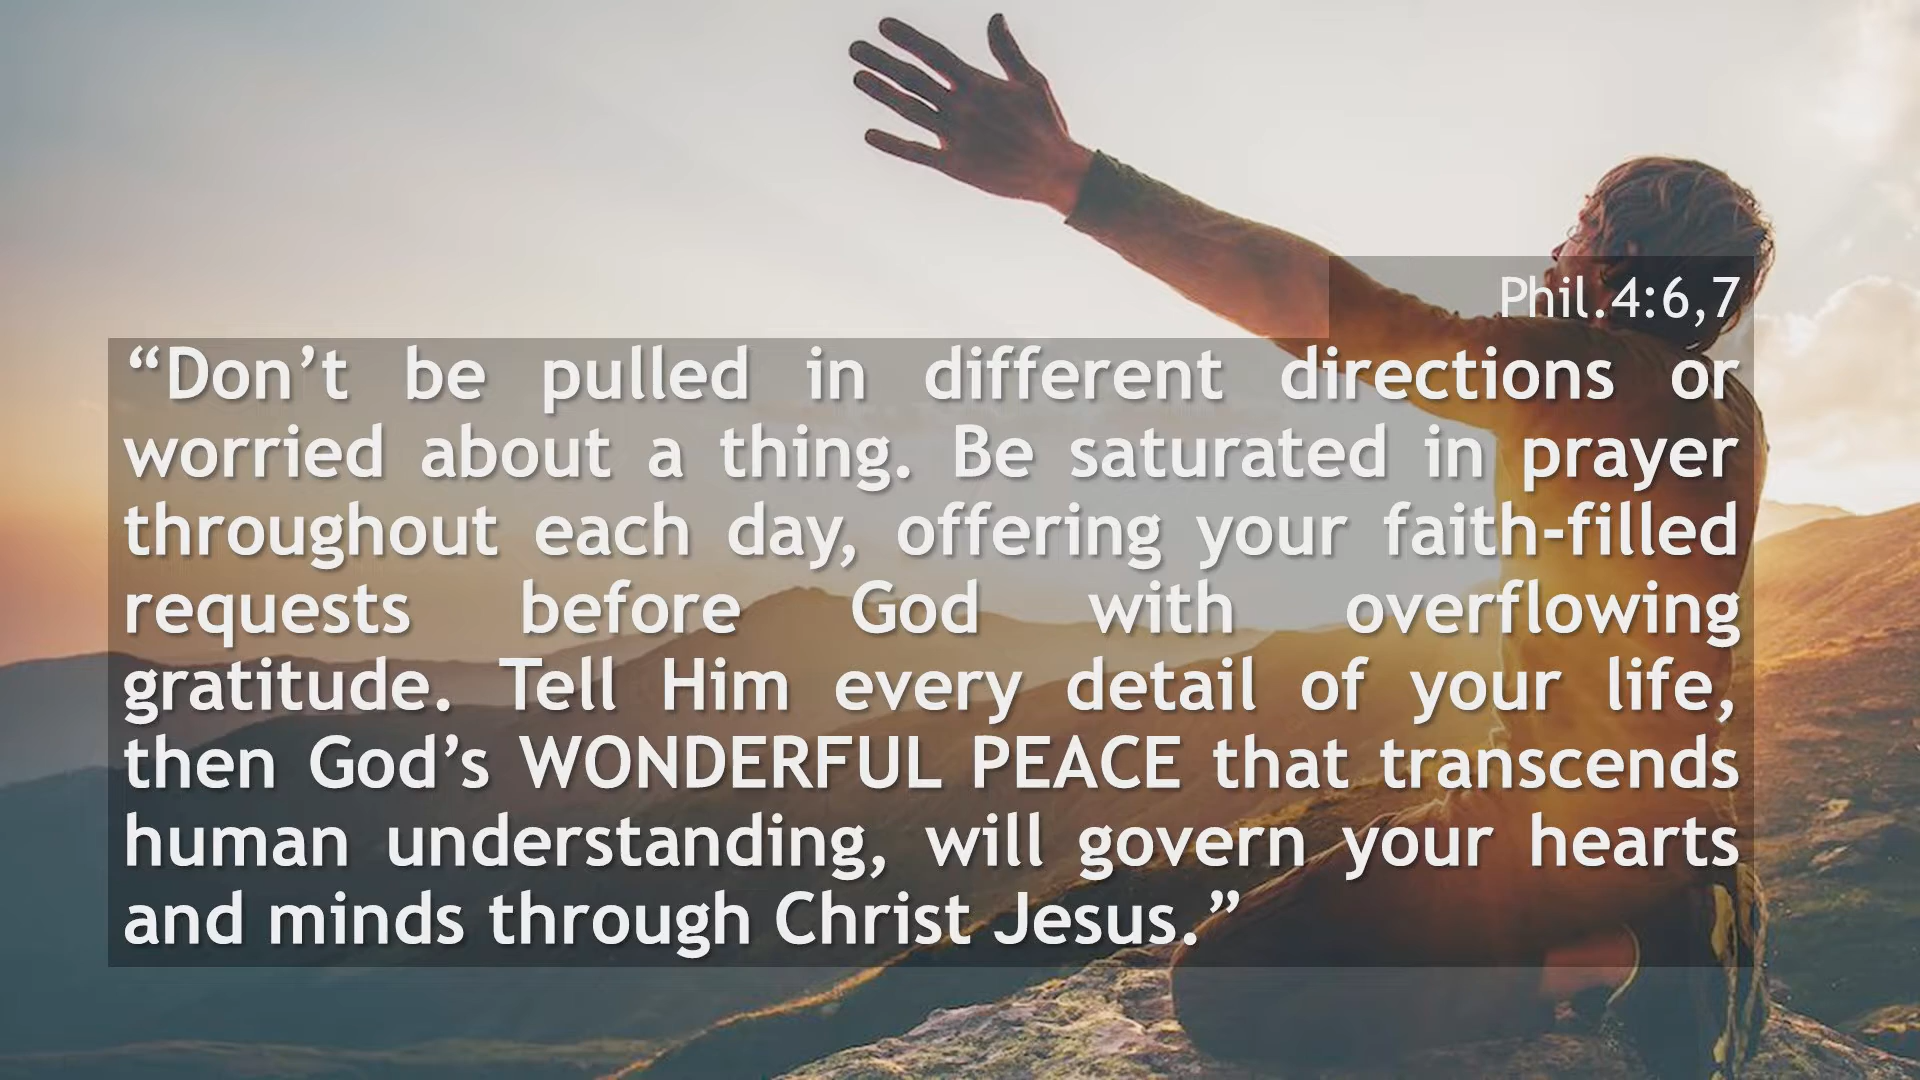 Phil.4:6,7
“Don’t be pulled in different directions or
worried about a thing. Be saturated in prayer
throughout each day, offering your faith-filled
requests before God with overflowing
gratitude. Tell Him every detail of your life,
then God’s WONDERFUL PEACE that transcends
human understanding, will govern your hearts
and minds through Christ Jesus.”